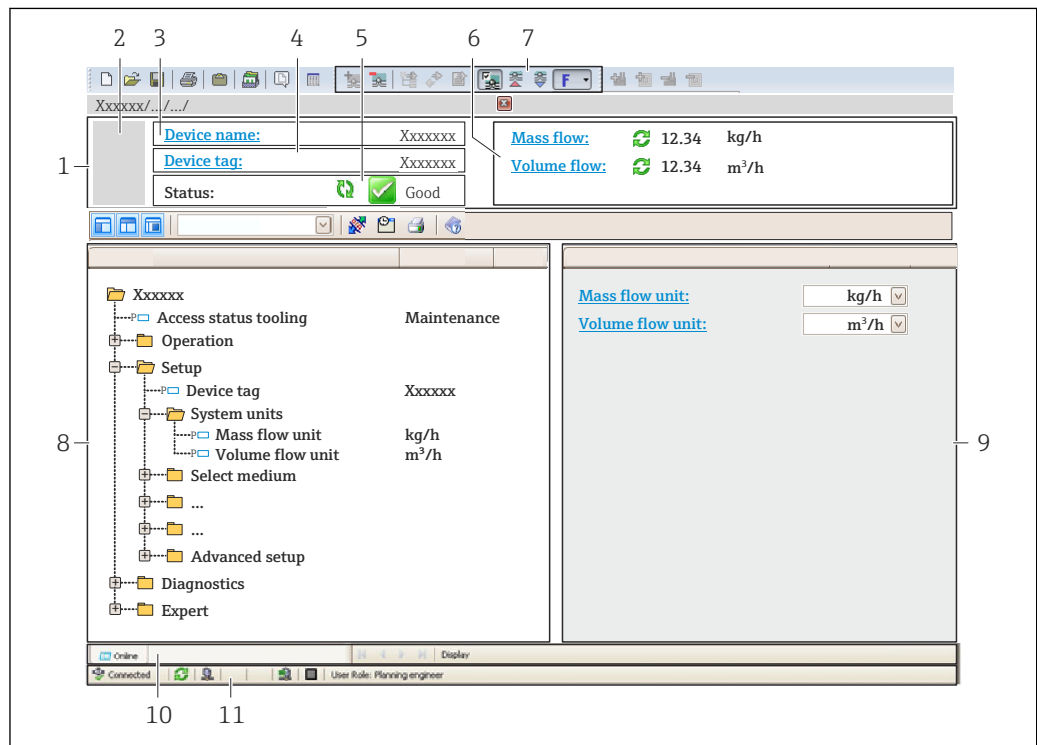 2 3 4 5 6 7
F
Xxxxxx/.../.../
1
Device name: Xxxxxxx
Device tag: Xxxxxxx
Status: Good
Mass flow: 12.34 kg/h
Volume flow: 12.34 m³/h
Xxxxxx
P Access status tooling Maintenance
Operation
Setup
P Device tag Xxxxxx
System units
P Mass flow unit kg/h
P Volume flow unit m³/h
Select medium
...
...
Advanced setup
Diagnostics
Expert
8
Mass flow unit: kg/h
Volume flow unit: m³/h
9
Online Display
Connected User Role: Planning engineer
10 11